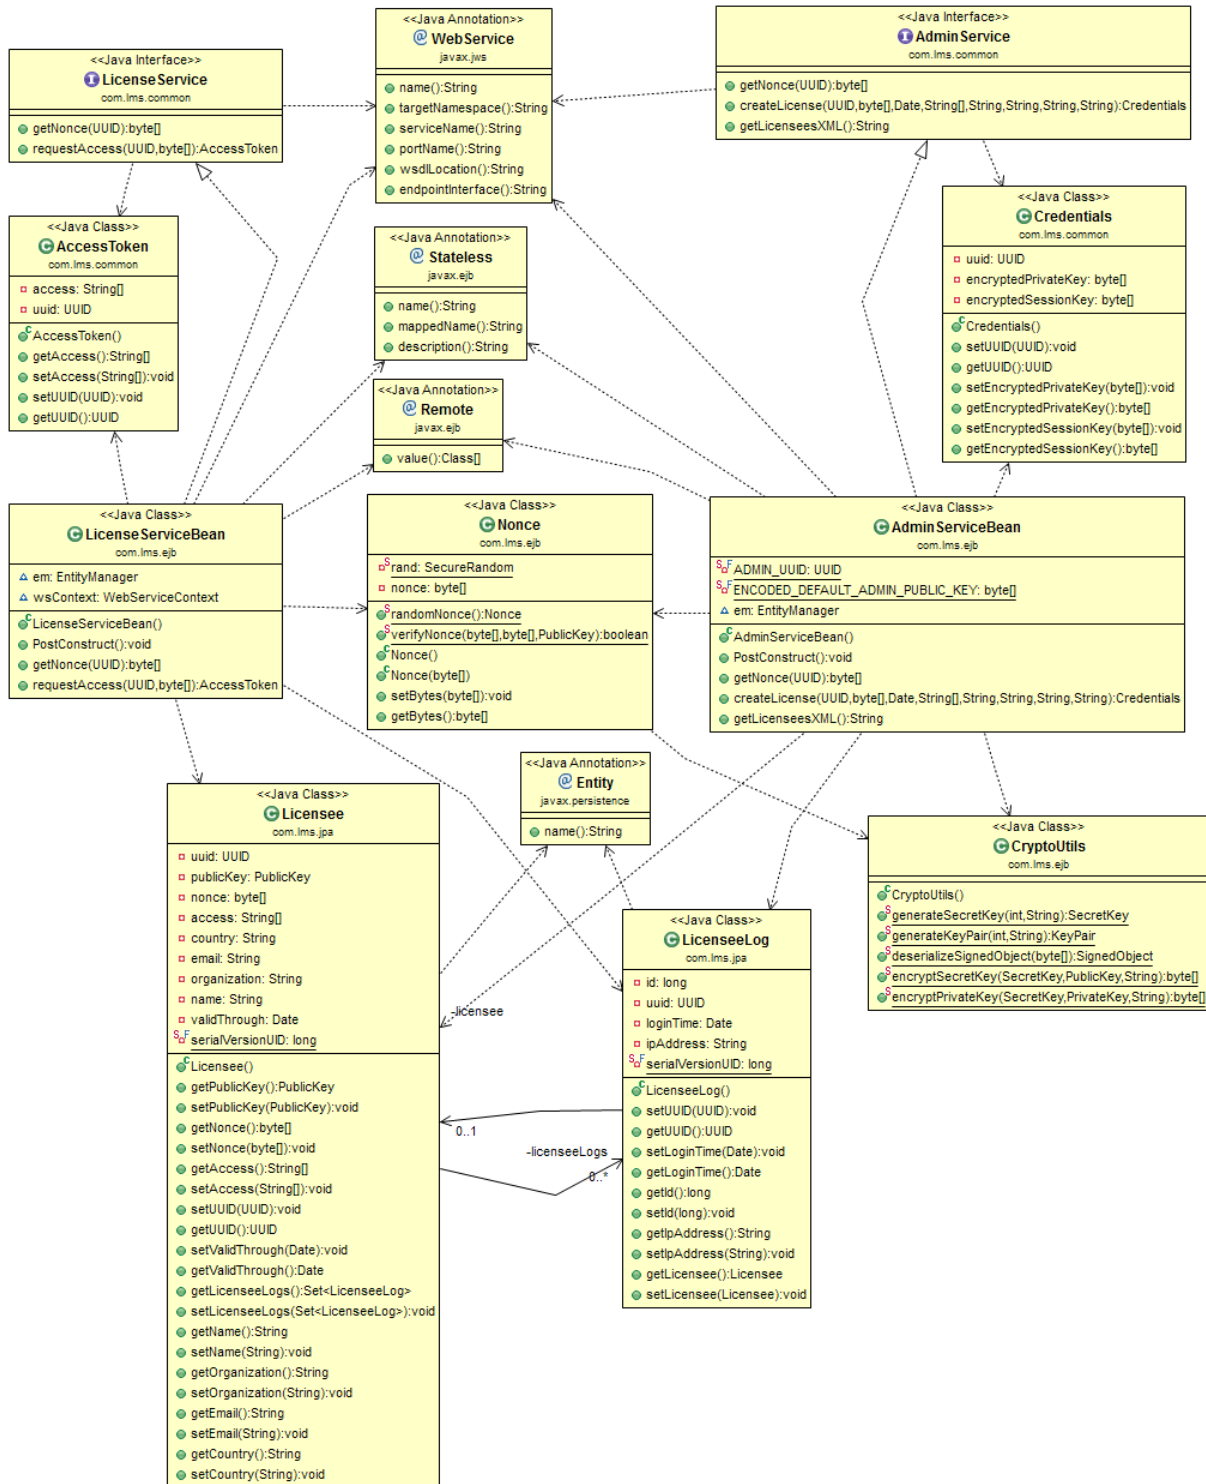 <<Java Interface>>
LicenseService
com.lms.common
getNonce(UUID):byte[]
requestAccess(UUID,byte[]):AccessToken
<<Java Annotation>>
WebService
javax.jws
name():String
targetNamespace():String
serviceName():String
portName():String
wsdlLocation():String
endpointInterface():String
<<Java Interface>>
AdminService
com.lms.common
getNonce(UUID):byte[]
createLicense(UUID,byte[],Date,String[],String,String,String,String):Credentials
getLicenseesXML():String
<<Java Class>>
AccessToken
com.lms.common
access: String[]
uuid: UUID
AccessToken()
getAccess():String[]
setAccess(String[]):void
setUUID(UUID):void
getUUID():UUID
<<Java Annotation>>
Stateless
javax.ejb
name():String
mappedName():String
description():String
<<Java Class>>
Credentials
com.lms.common
uuid: UUID
encryptedPrivateKey: byte[]
encryptedSessionKey: byte[]
Credentials()
setUUID(UUID):void
getUUID():UUID
setEncryptedPrivateKey(byte[]):void
getEncryptedPrivateKey():byte[]
setEncryptedSessionKey(byte[]):void
getEncryptedSessionKey():byte[]
<<Java Annotation>>
Remote
javax.ejb
value():Class[]
<<Java Class>>
LicenseServiceBean
com.lms.ejb
em: EntityManager
wsContext: WebServiceContext
LicenseServiceBean()
PostConstruct():void
getNonce(UUID):byte[]
requestAccess(UUID,byte[]):AccessToken
<<Java Class>>
Nonce
com.lms.ejb
rand: SecureRandom
nonce: byte[]
randomNonce():Nonce
verifyNonce(byte[],byte[],PublicKey):boolean
Nonce()
Nonce(byte[])
setBytes(byte[]):void
getBytes():byte[]
<<Java Class>>
AdminServiceBean
com.lms.ejb
ADMIN_UUID: UUID
ENCODED_DEFAULT_ADMIN_PUBLIC_KEY: byte[]
em: EntityManager
AdminServiceBean()
PostConstruct():void
getNonce(UUID):byte[]
createLicense(UUID,byte[],Date,String[],String,String,String,String):Credentials
getLicenseesXML():String
<<Java Annotation>>
Entity
javax.persistence
name():String
<<Java Class>>
Licensee
com.lms.jpa
uuid: UUID
publicKey: PublicKey
nonce: byte[]
access: String[]
country: String
email: String
organization: String
name: String
validThrough: Date
serialVersionUID: long
Licensee()
getPublicKey():PublicKey
setPublicKey(PublicKey):void
getNonce():byte[]
setNonce(byte[]):void
getAccess():String[]
setAccess(String[]):void
setUUID(UUID):void
getUUID():UUID
setValidThrough(Date):void
getValidThrough():Date
getLicenseeLogs():Set<LicenseeLog>
setLicenseeLogs(Set<LicenseeLog>):void
getName():String
setName(String):void
getOrganization():String
setOrganization(String):void
getEmail():String
setEmail(String):void
getCountry():String
setCountry(String):void
-licensee
0..1
-licenseeLogs
0..*
<<Java Class>>
LicenseeLog
com.lms.jpa
id: long
uuid: UUID
loginTime: Date
ipAddress: String
serialVersionUID: long
LicenseeLog()
setUUID(UUID):void
getUUID():UUID
setLoginTime(Date):void
getLoginTime():Date
getId():long
setId(long):void
getIpAddress():String
setIpAddress(String):void
getLicensee():Licensee
setLicensee(Licensee):void
<<Java Class>>
CryptoUtils
com.lms.ejb
CryptoUtils()
generateSecretKey(int,String):SecretKey
generateKeyPair(int,String):KeyPair
deserializeSignedObject(byte[]):SignedObject
encryptSecretKey(SecretKey,PublicKey,String):byte[]
encryptPrivateKey(SecretKey,PrivateKey,String):byte[]